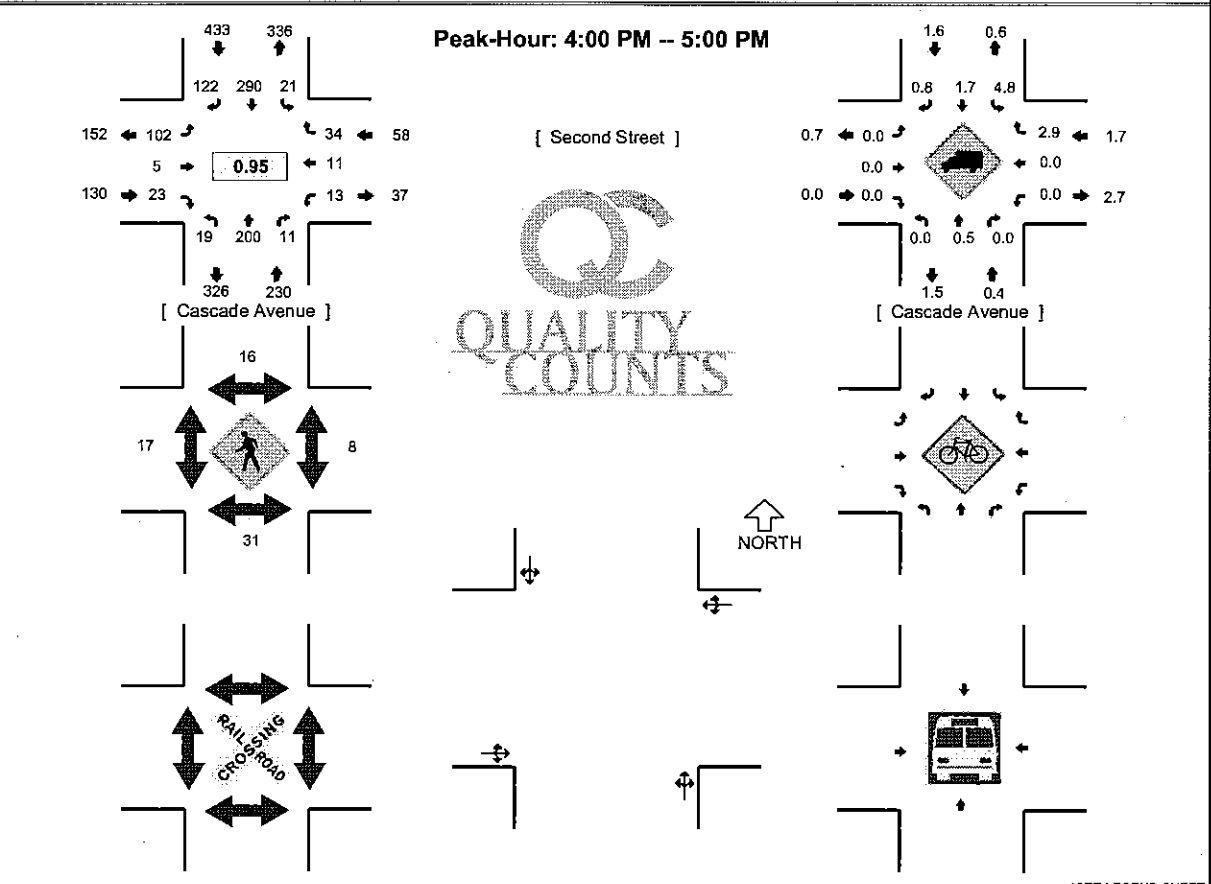 Peak-Hour: 4:00 PM -- 5:00 PM
433 336
122 290 21
152 102 34 58
5 0.95 11
130 23 13 37
19 200 11
326 230
[ Cascade Avenue ]
[ Second Street ]
QC
QUALITY
COUNTS
1.6 0.6
0.8 1.7 4.8
0.7 0.0 2.9 1.7
0.0 0.0
0.0 0.0 0.0 2.7
0.0 0.5 0.0
1.5 0.4
[ Cascade Avenue ]
16
17 8
31
NORTH
RAIL ROAD
CROSSING